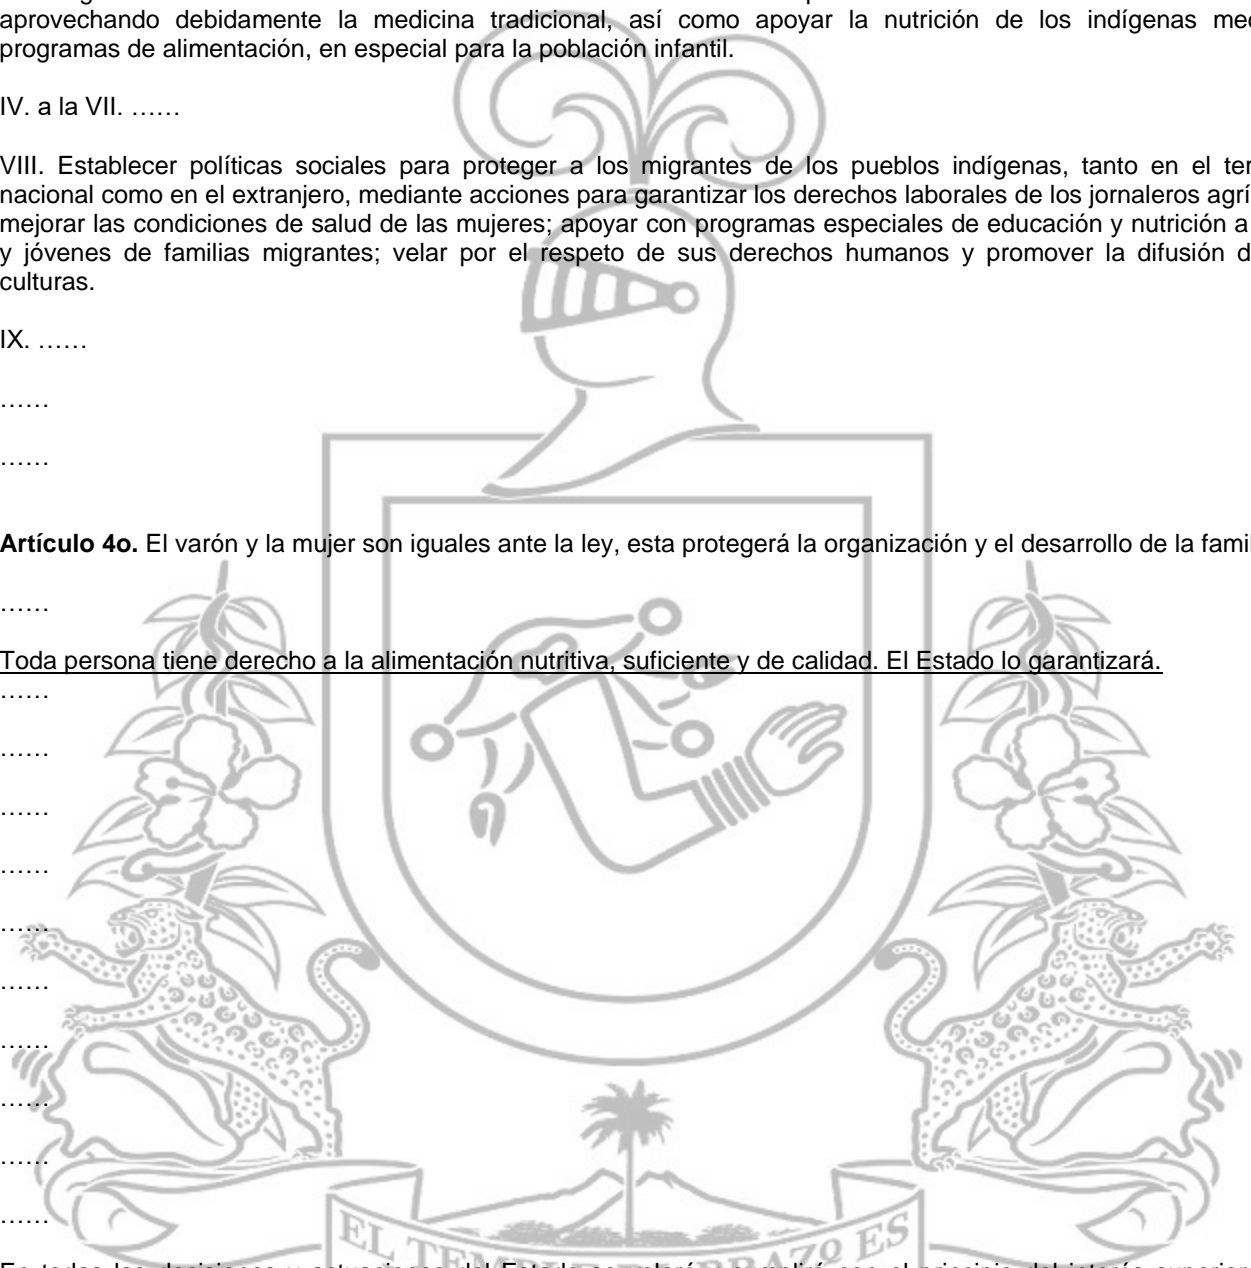 aprovechando debidamente la medicina tradicional, así como apoyar la nutrición de los indígenas
programas de alimentación, en especial para la población infantil.
IV. a la VII. ……
VIII. Establecer políticas sociales para proteger a los migrantes de los pueblos indígenas, tanto en el
nacional como en el extranjero, mediante acciones para garantizar los derechos laborales de los jornaleros
mejorar las condiciones de salud de las mujeres; apoyar con programas especiales de educación y nutrición a
y jóvenes de familias migrantes; velar por el respeto de sus derechos humanos y promover la difusión
culturas.
IX. ……
……
……
Artículo 4o. El varón y la mujer son iguales ante la ley, esta protegerá la organización y el desarrollo de la
……
Toda persona tiene derecho a la alimentación nutritiva, suficiente y de calidad. El Estado lo garantizará.
……
……
……
……
……
……
……
……
……
……
EL ES